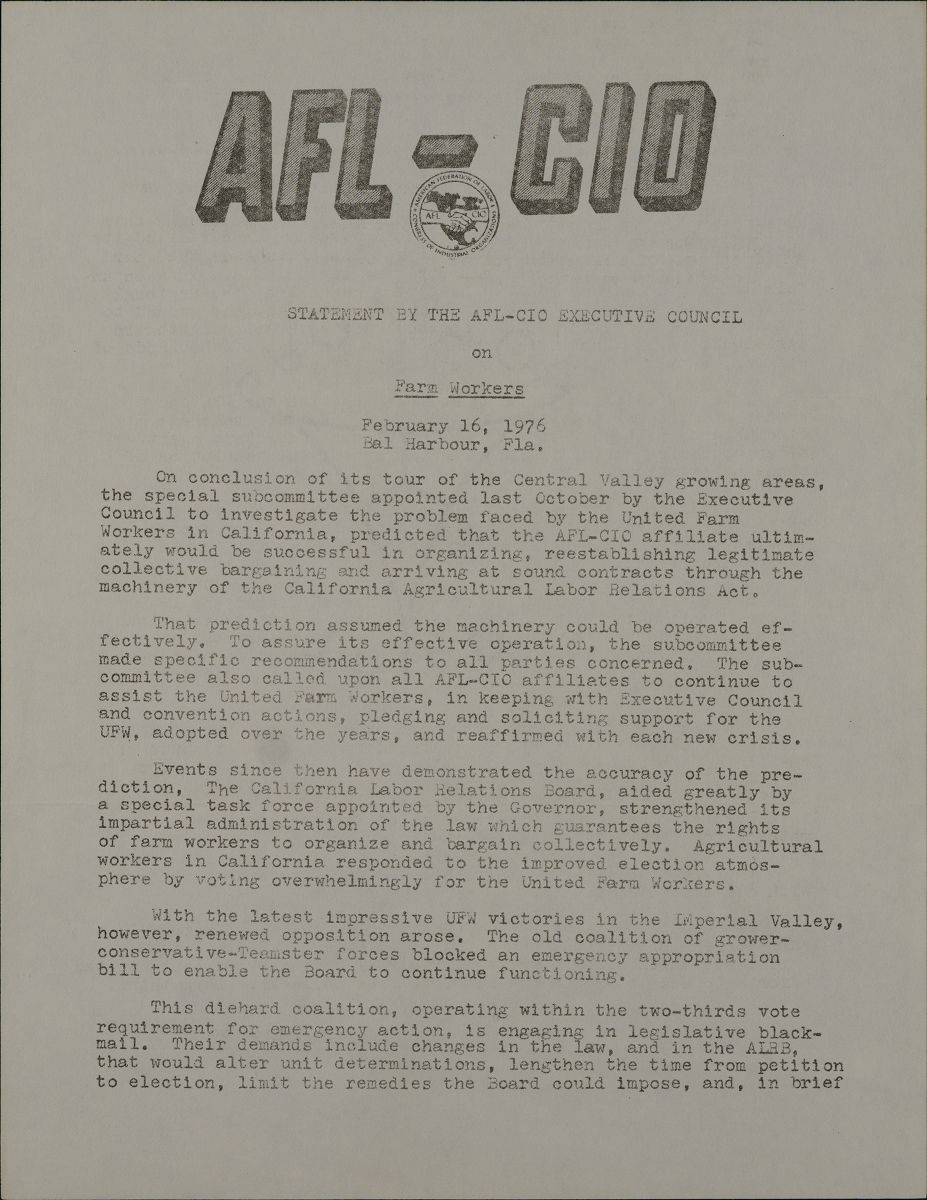 AFL-CIO
AMERICAN FEDERATION OF LABOR &
CONGRESS OF INDUSTRIAL ORGANIZATIONS
AFL CIO
STATEMENT BY THE AFL-CIO EXECUTIVE COUNCIL
on
Farm Workers
February 16, 1976
Bal Harbour, Fla.
On conclusion of its tour of the Central Valley growing areas,
the special subcommittee appointed last October by the Executive
Council to investigate the problem faced by the United Farm
Workers in California, predicted that the AFL-CIO affiliate ultim-
ately would be successful in organizing, reestablishing legitimate
collective bargaining and arriving at sound contracts through the
machinery of the California Agricultural Labor Relations Act.
That prediction assumed the machinery could be operated ef-
fectively. To assure its effective operation, the subcommittee
made specific recommendations to all parties concerned. The sub-
committee also called upon all AFL-CIO affiliates to continue to
assist the United Farm Workers, in keeping with Executive Council
and convention actions, pledging and soliciting support for the
UFW, adopted over the years, and reaffirmed with each new crisis.
Events since then have demonstrated the accuracy of the pre-
diction, The California Labor Relations Board, aided greatly by
a special task force appointed by the Governor, strengthened its
impartial administration of the law which guarantees the rights
of farm workers to organize and bargain collectively. Agricultural
workers in California responded to the improved election atmos-
phere by voting overwhelmingly for the United Farm Workers.
With the latest impressive UFW victories in the Imperial Valley,
however, renewed opposition arose. The old coalition of grower-
conservative-Teamster forces blocked an emergency appropriation
bill to enable the Board to continue functioning.
This diehard coalition, operating within the two-thirds vote
requirement for emergency action, is engaging in legislative black-
mail. Their demands include changes in the law, and in the ALRB,
that would alter unit determinations, lengthen the time from petition
to election, limit the remedies the Board could impose, and, in brief